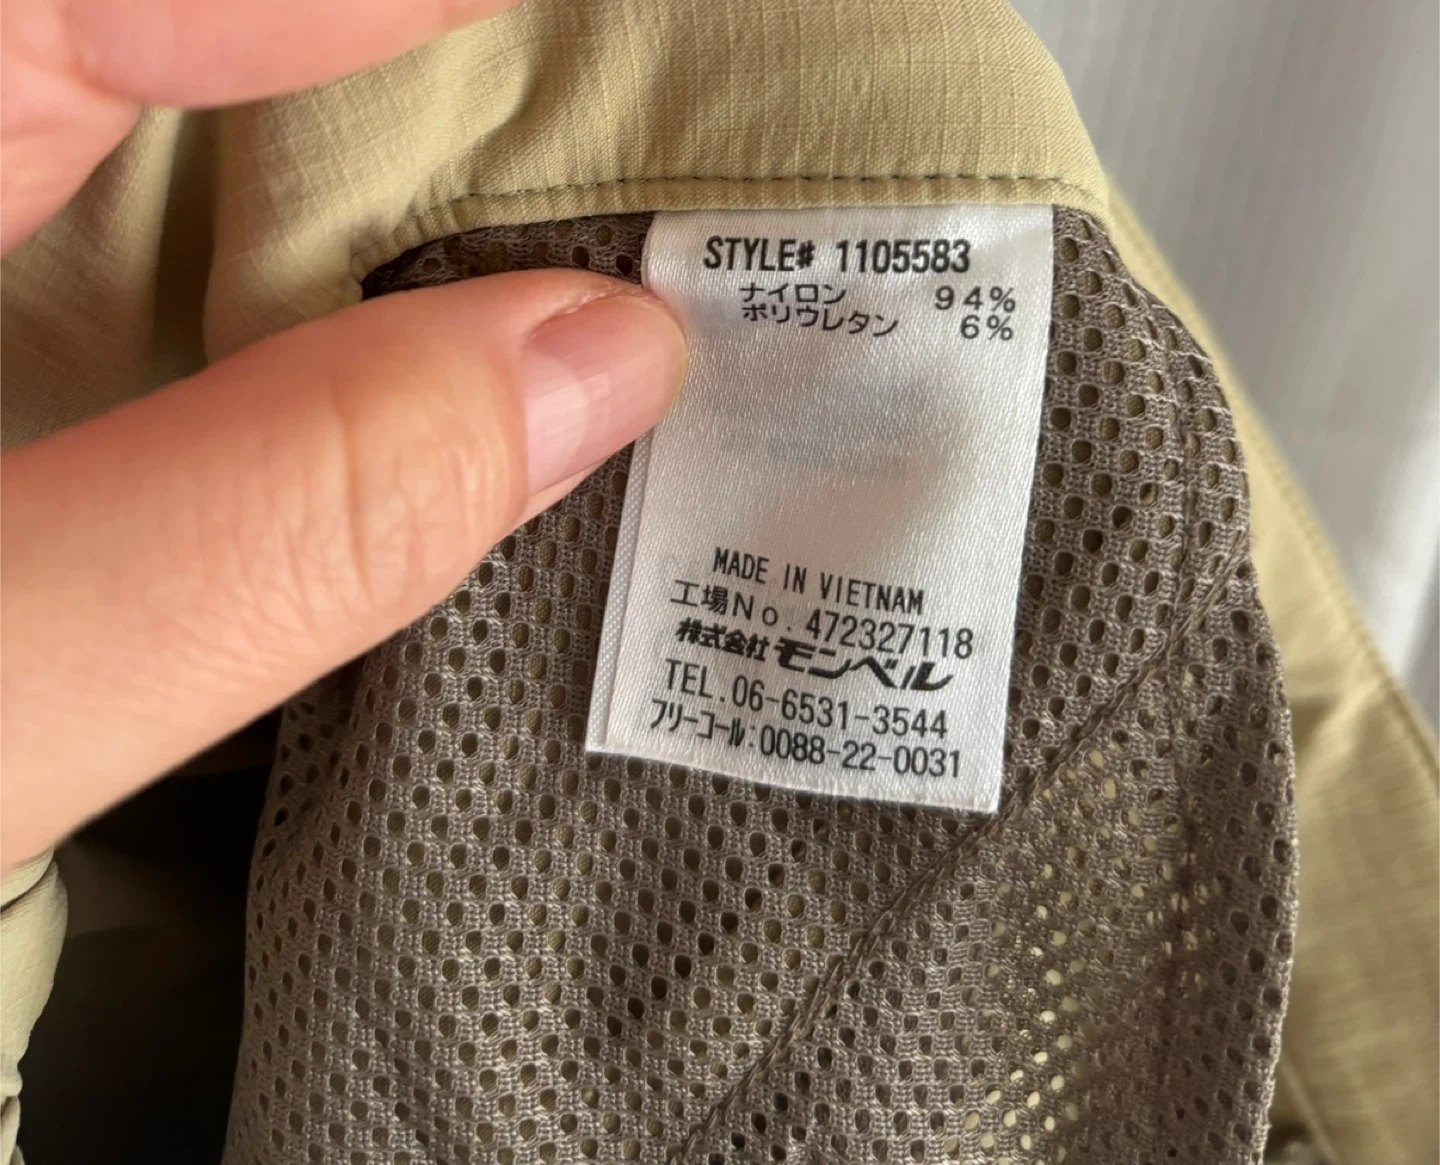 STYLE# 1105583
ナイロン 94%
ポリウレタン 6%
MADE IN VIETNAM
工場No. 472327118
株式会社 モンベル
TEL.06-6531-3544
フリーコール:0088-22-0031